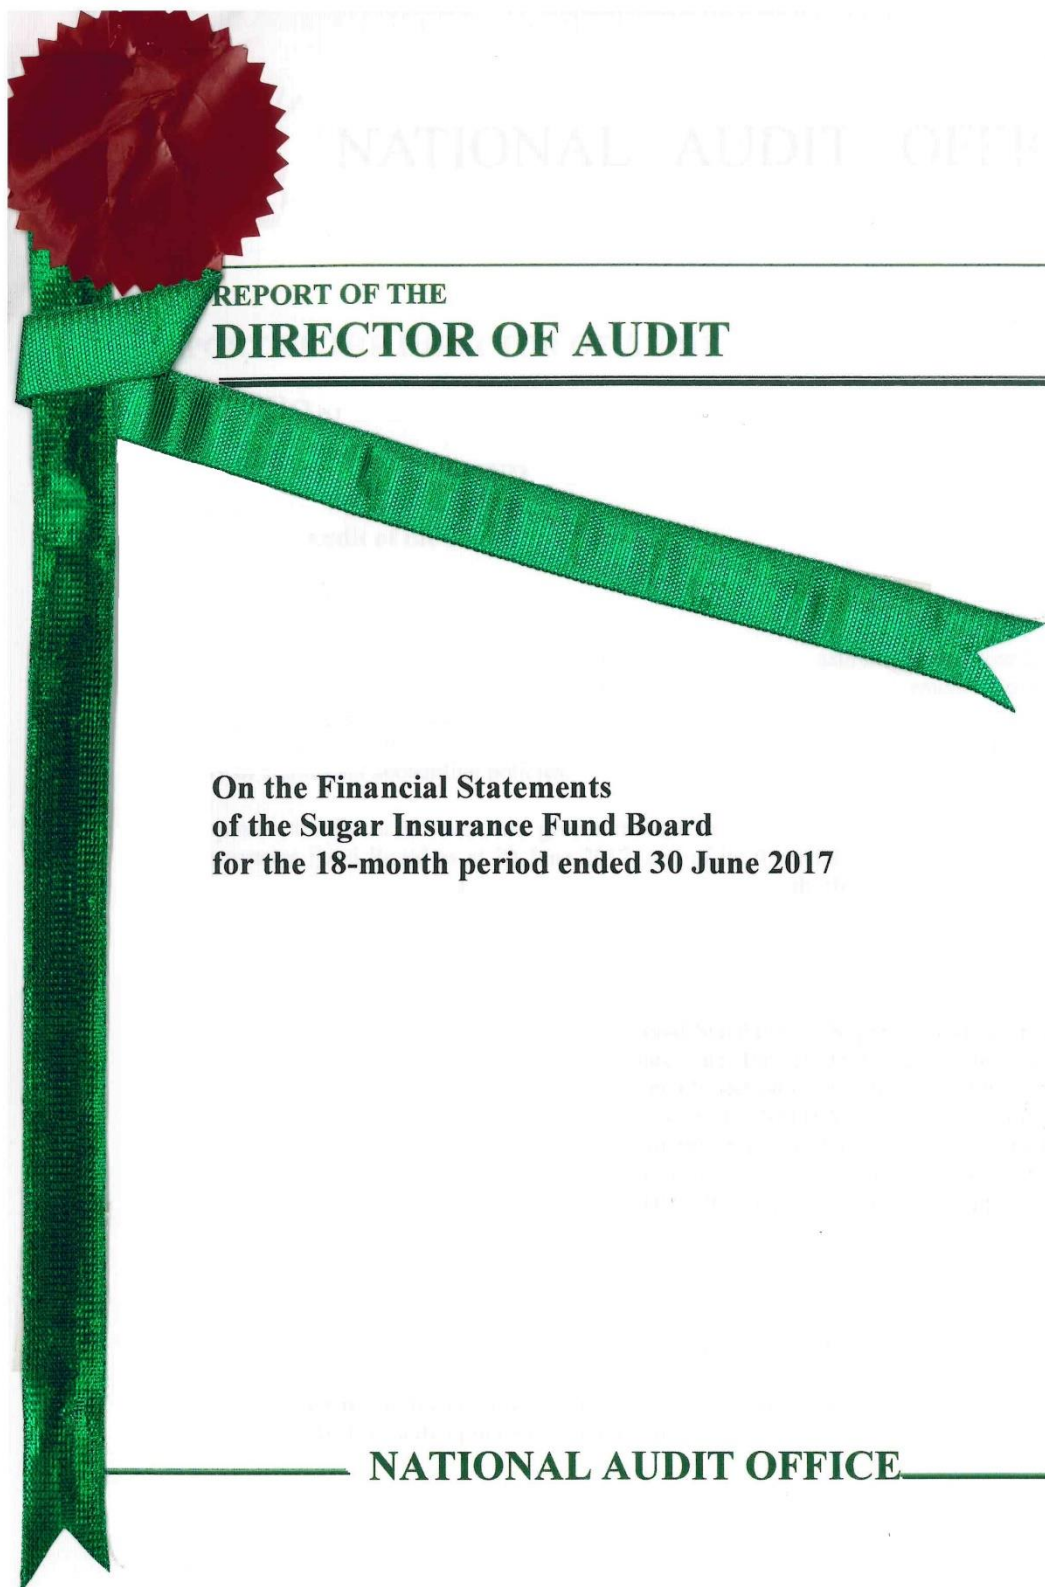 NATIONAL AUDIT
REPORT OF THE
DIRECTOR OF AUDIT
On the Financial Statements
of the Sugar Insurance Fund Board
for the 18-month period ended 30 June 2017
NATIONAL AUDIT OFFICE